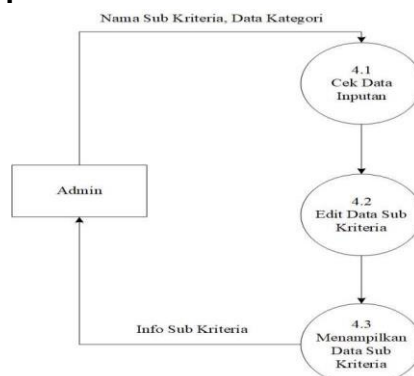 Nama Sub Kriteria, Data Kategori
4.1
Cek Data
Inputan
Admin
4.2
Edit Data Sub
Kriteria
Info Sub Kriteria
4.3
Menampilkan
Data Sub
Kriteria